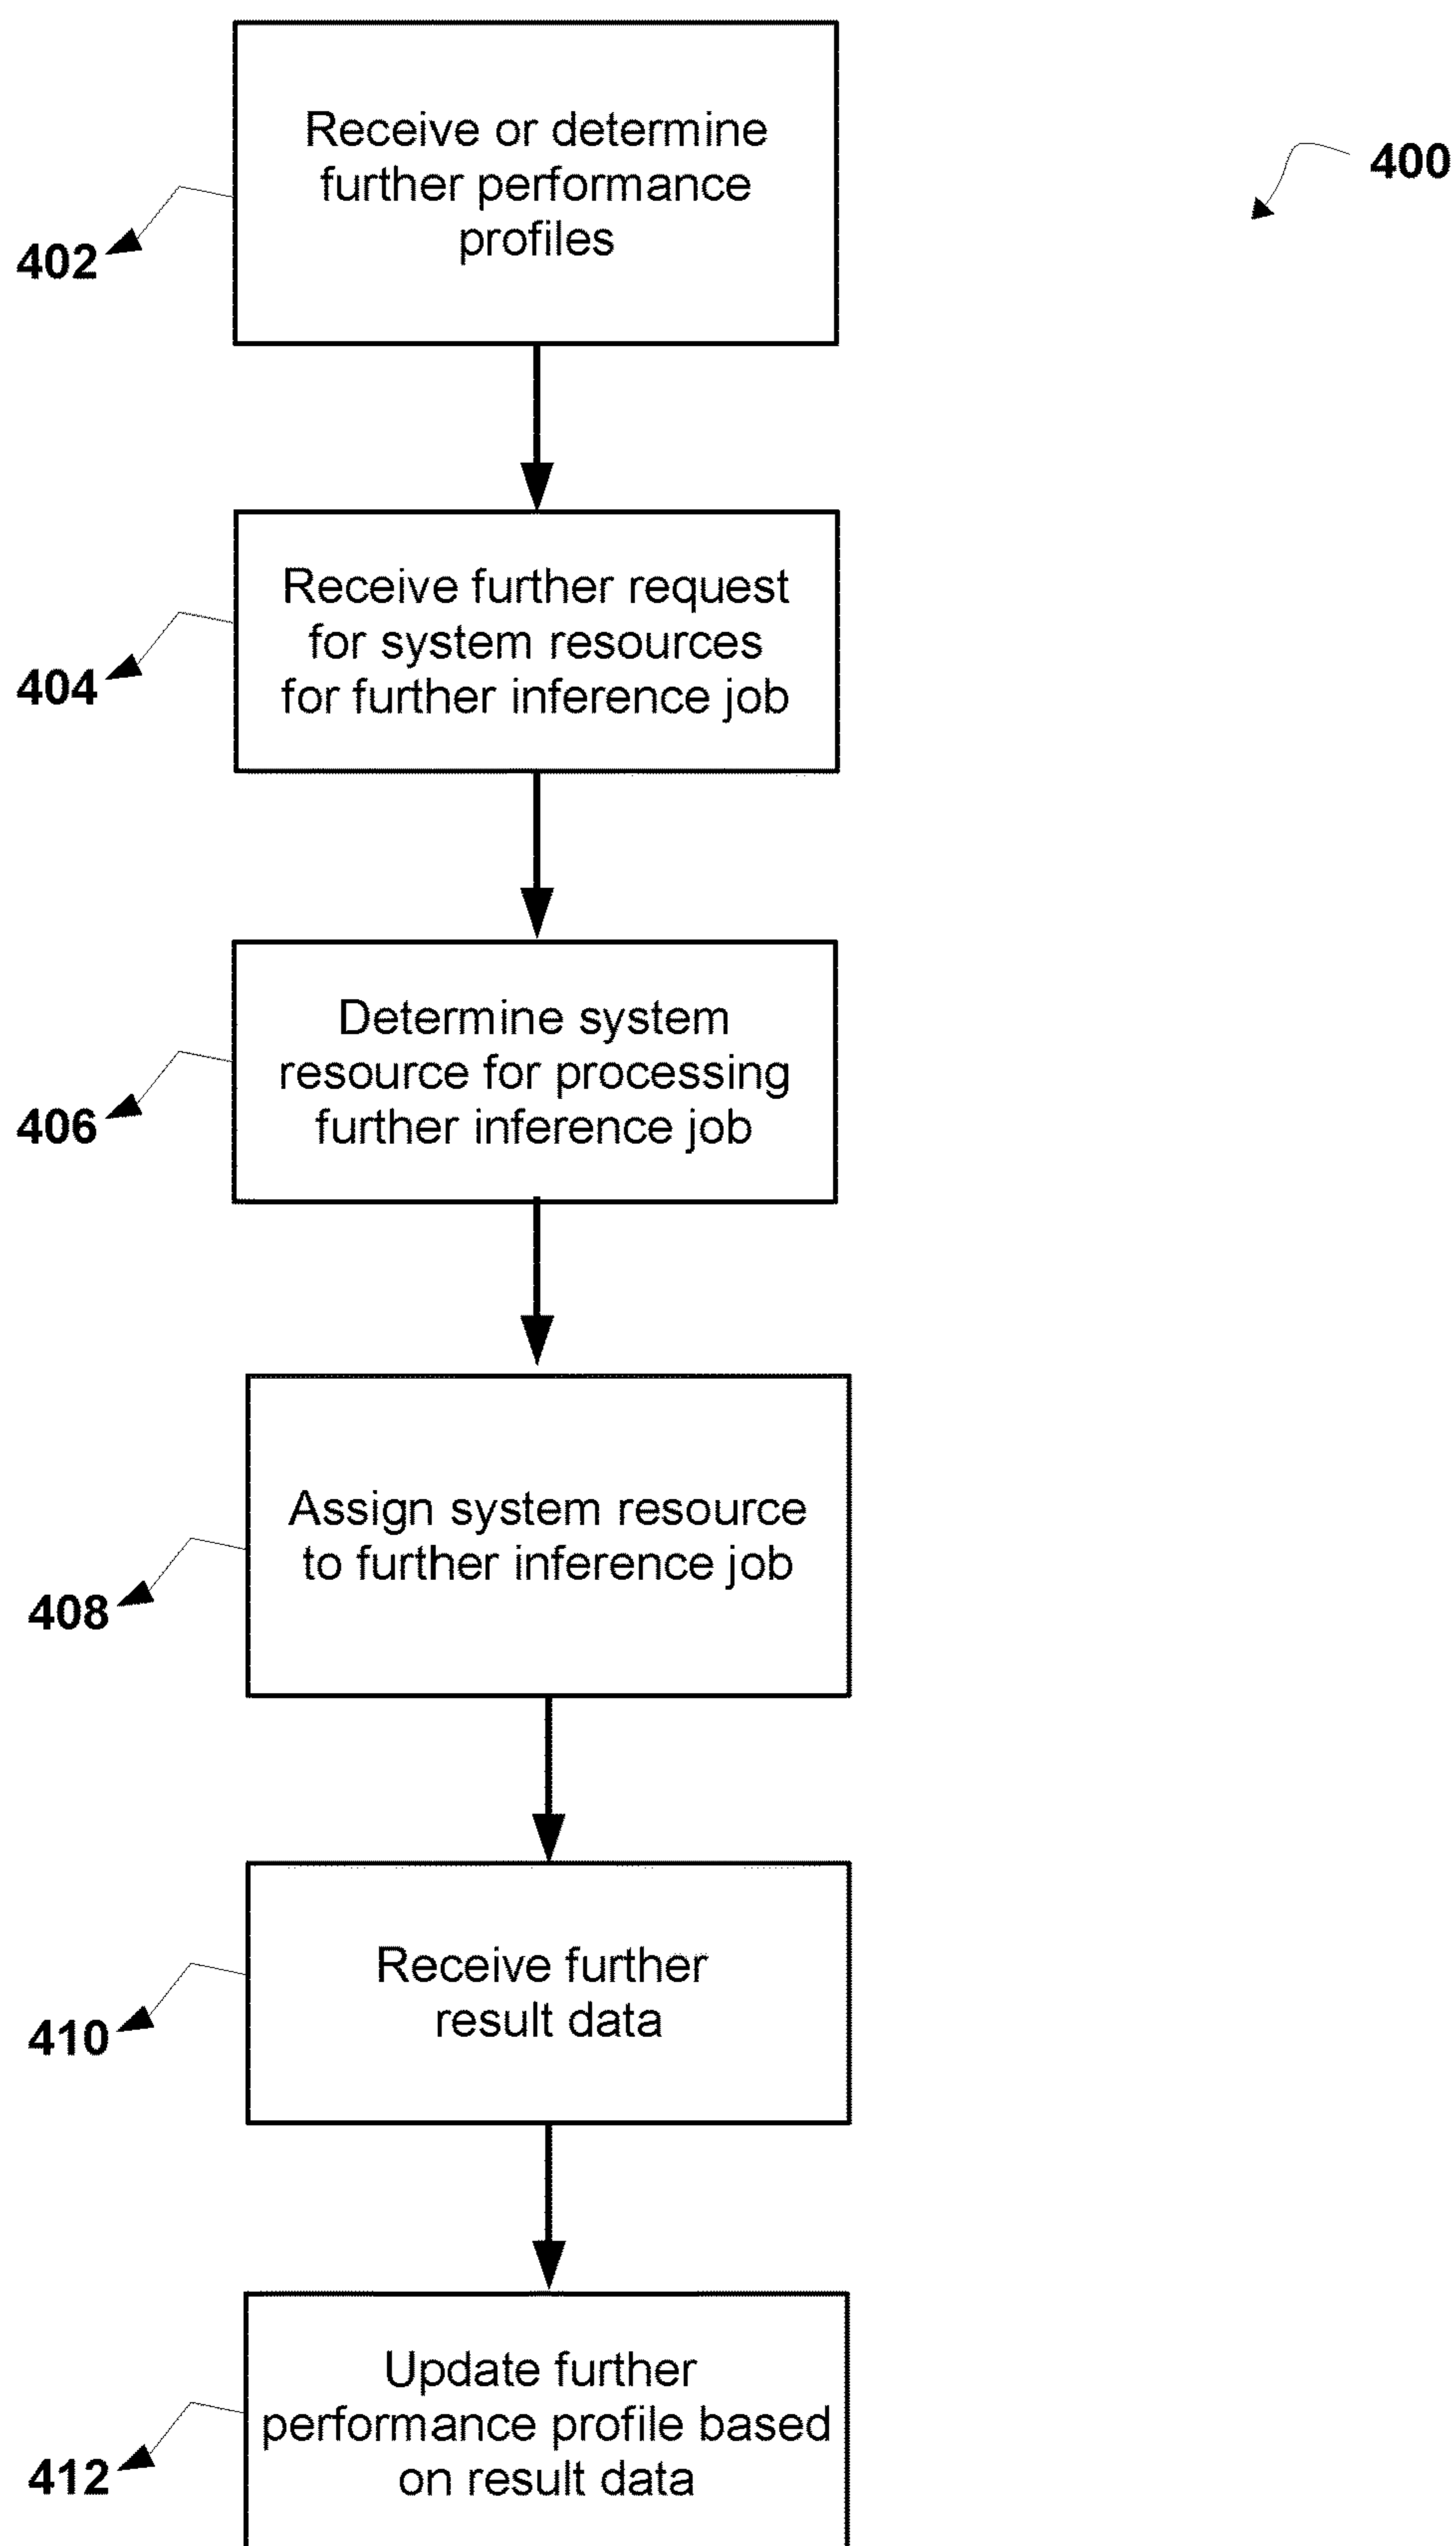 Receive or determine
further performance
profiles
400
402
Receive further request
for system resources
for further inference job
404
Determine system
resource for processing
further inference job
406
Assign system resource
to further inference job
408
Receive further
result data
410
Update further
performance profile based
on result data
412